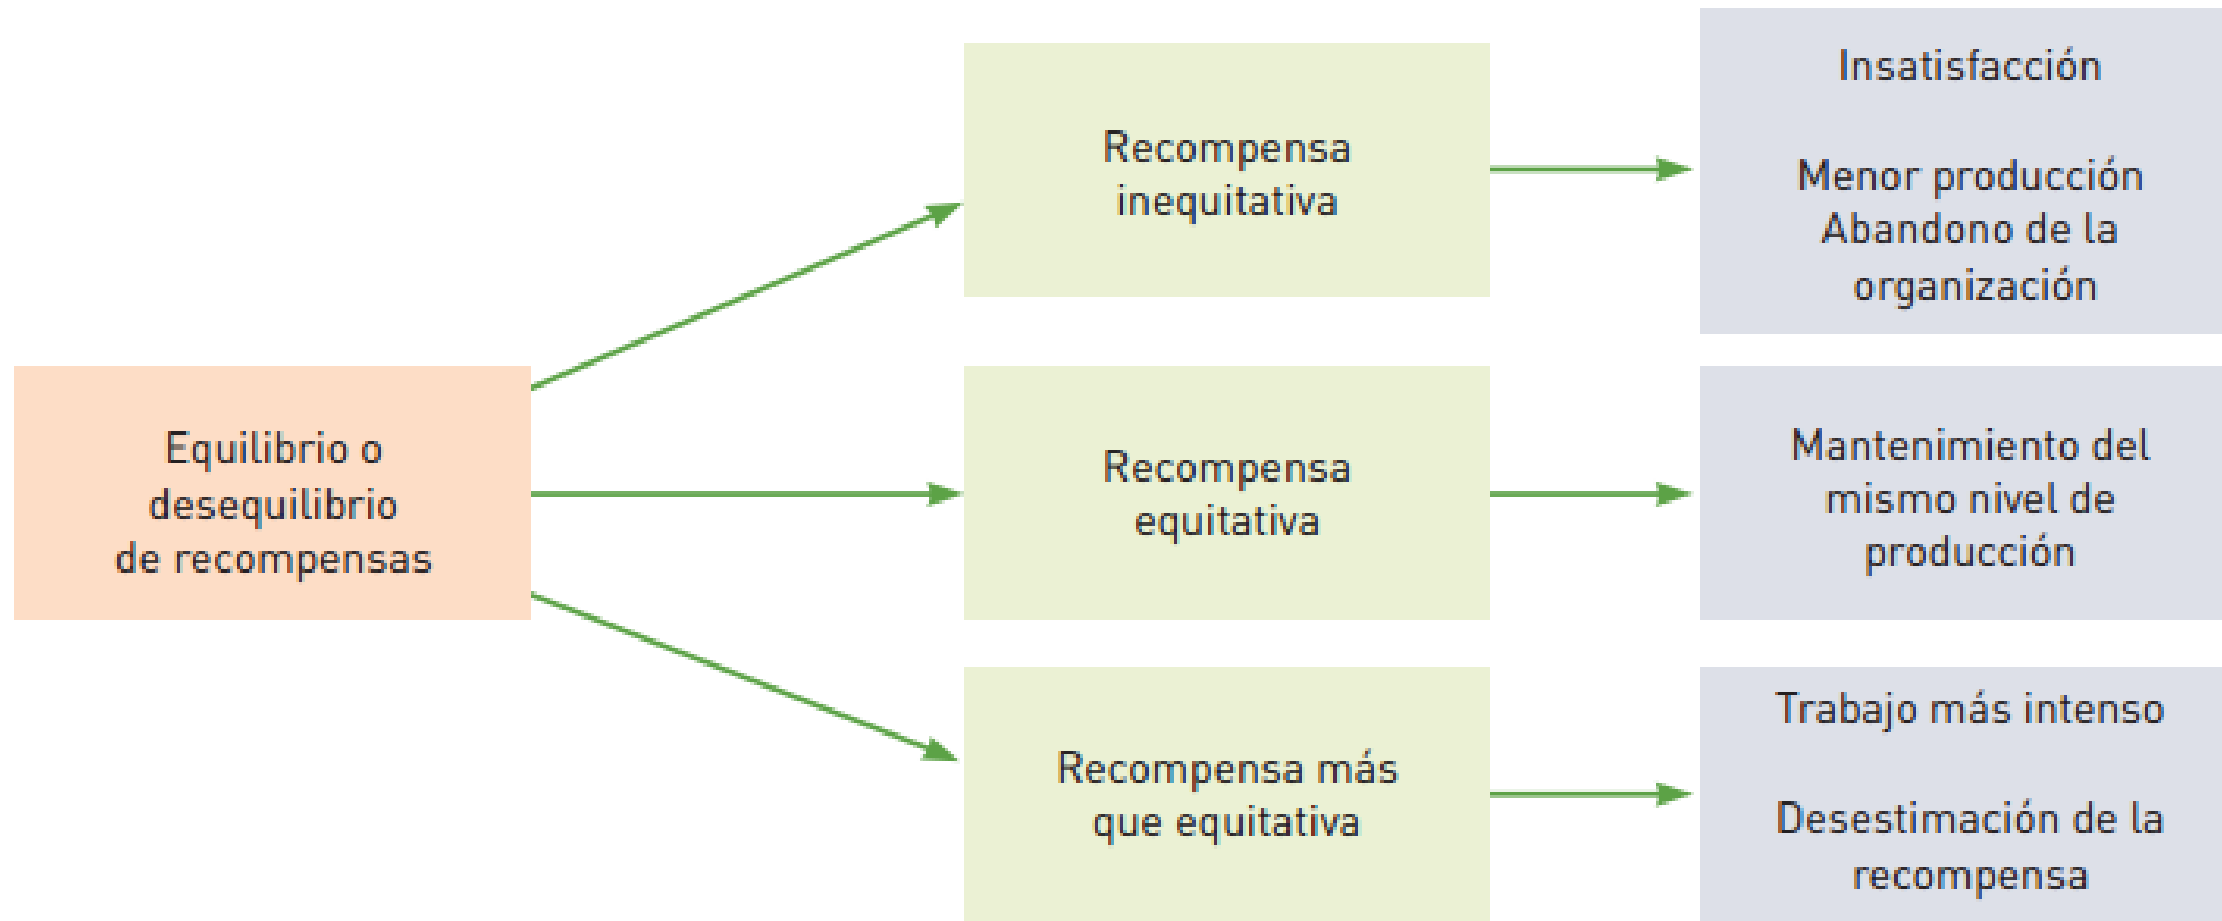 Equilibrio o
desequilibrio
de recompensas
Recompensa
inequitativa
Insatisfacción
Menor producción
Abandono de la
organización
Recompensa
equitativa
Mantenimiento del
mismo nivel de
producción
Recompensa más
que equitativa
Trabajo más intenso
Desestimación de la
recompensa